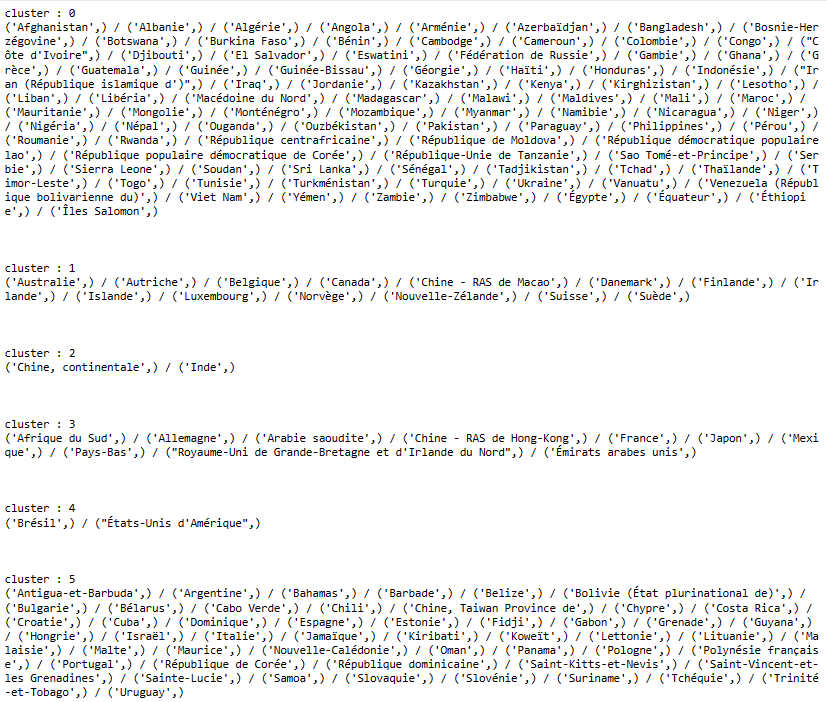 cluster : 0
('Afghanistan',) / ('Albanie',) / ('Algérie',) / ('Angola',) / ('Arménie',) / ('Azerbaïdjan',) / ('Bangladesh',) / ('Bosnie-Her
zégovine',) / ('Botswana',) / ('Burkina Faso',) / ('Bénin',) / ('Cambodge',) / ('Cameroun',) / ('Colombie',) / ('Congo',) / ("C
ôte d'Ivoire",) / ('Djibouti',) / ('El Salvador',) / ('Eswatini',) / ('Fédération de Russie',) / ('Gambie',) / ('Ghana',) / ('G
rèce',) / ('Guatemala',) / ('Guinée',) / ('Guinée-Bissau',) / ('Géorgie',) / ('Haïti',) / ('Honduras',) / ('Indonésie',) / ("Ir
an (République islamique d')",) / ('Iraq',) / ('Jordanie',) / ('Kazakhstan',) / ('Kenya',) / ('Kirghizistan',) / ('Lesotho',) /
('Liban',) / ('Libéria',) / ('Macédoine du Nord',) / ('Madagascar',) / ('Malawi',) / ('Maldives',) / ('Mali',) / ('Maroc',) /
('Mauritanie',) / ('Mongolie',) / ('Monténégro',) / ('Mozambique',) / ('Myanmar',) / ('Namibie',) / ('Nicaragua',) / ('Niger',)
/ ('Nigéria',) / ('Népal',) / ('Ouganda',) / ('Ouzbékistan',) / ('Pakistan',) / ('Paraguay',) / ('Philippines',) / ('Pérou',) /
('Roumanie',) / ('Rwanda',) / ('République centrafricaine',) / ('République de Moldova',) / ('République démocratique populaire
lao',) / ('République populaire démocratique de Corée',) / ('République-Unie de Tanzanie',) / ('Sao Tomé-et-Principe',) / ('Ser
bie',) / ('Sierra Leone',) / ('Soudan',) / ('Sri Lanka',) / ('Sénégal',) / ('Tadjikistan',) / ('Tchad',) / ('Thaïlande',) / ('T
imor-Leste',) / ('Togo',) / ('Tunisie',) / ('Turkménistan',) / ('Turquie',) / ('Ukraine',) / ('Vanuatu',) / ('Venezuela (Républ
ique bolivarienne du)',) / ('Viet Nam',) / ('Yémen',) / ('Zambie',) / ('Zimbabwe',) / ('Égypte',) / ('Équateur',) / ('Éthiopi
e',) / ('Îles Salomon',)
cluster : 1
('Australie',) / ('Autriche',) / ('Belgique',) / ('Canada',) / ('Chine - RAS de Macao',) / ('Danemark',) / ('Finlande',) / ('Ir
lande',) / ('Islande',) / ('Luxembourg',) / ('Norvège',) / ('Nouvelle-Zélande',) / ('Suisse',) / ('Suède',)
cluster : 2
('Chine, continentale',) / ('Inde',)
cluster : 3
('Afrique du Sud',) / ('Allemagne',) / ('Arabie saoudite',) / ('Chine - RAS de Hong-Kong',) / ('France',) / ('Japon',) / ('Mexi
que',) / ('Pays-Bas',) / ("Royaume-Uni de Grande-Bretagne et d'Irlande du Nord",) / ('Émirats arabes unis',)
cluster : 4
('Brésil',) / ("États-Unis d'Amérique",)
cluster : 5
('Antigua-et-Barbuda',) / ('Argentine',) / ('Bahamas',) / ('Barbade',) / ('Belize',) / ('Bolivie (État plurinational de)',) /
('Bulgarie',) / ('Bélarus',) / ('Cabo Verde',) / ('Chili',) / ('Chine, Taiwan Province de',) / ('Chypre',) / ('Costa Rica',) /
('Croatie',) / ('Cuba',) / ('Dominique',) / ('Espagne',) / ('Estonie',) / ('Fidji',) / ('Gabon',) / ('Grenade',) / ('Guyana',)
/ ('Hongrie',) / ('Israël',) / ('Italie',) / ('Jamaïque',) / ('Kiribati',) / ('Koweït',) / ('Lettonie',) / ('Lituanie',) / ('Ma
laisie',) / ('Malte',) / ('Maurice',) / ('Nouvelle-Calédonie',) / ('Oman',) / ('Panama',) / ('Pologne',) / ('Polynésie français
e',) / ('Portugal',) / ('République de Corée',) / ('République dominicaine',) / ('Saint-Kitts-et-Nevis',) / ('Saint-Vincent-et-
les Grenadines',) / ('Sainte-Lucie',) / ('Samoa',) / ('Slovaquie',) / ('Slovénie',) / ('Suriname',) / ('Tchéquie',) / ('Trinité
-et-Tobago',) / ('Uruguay',)